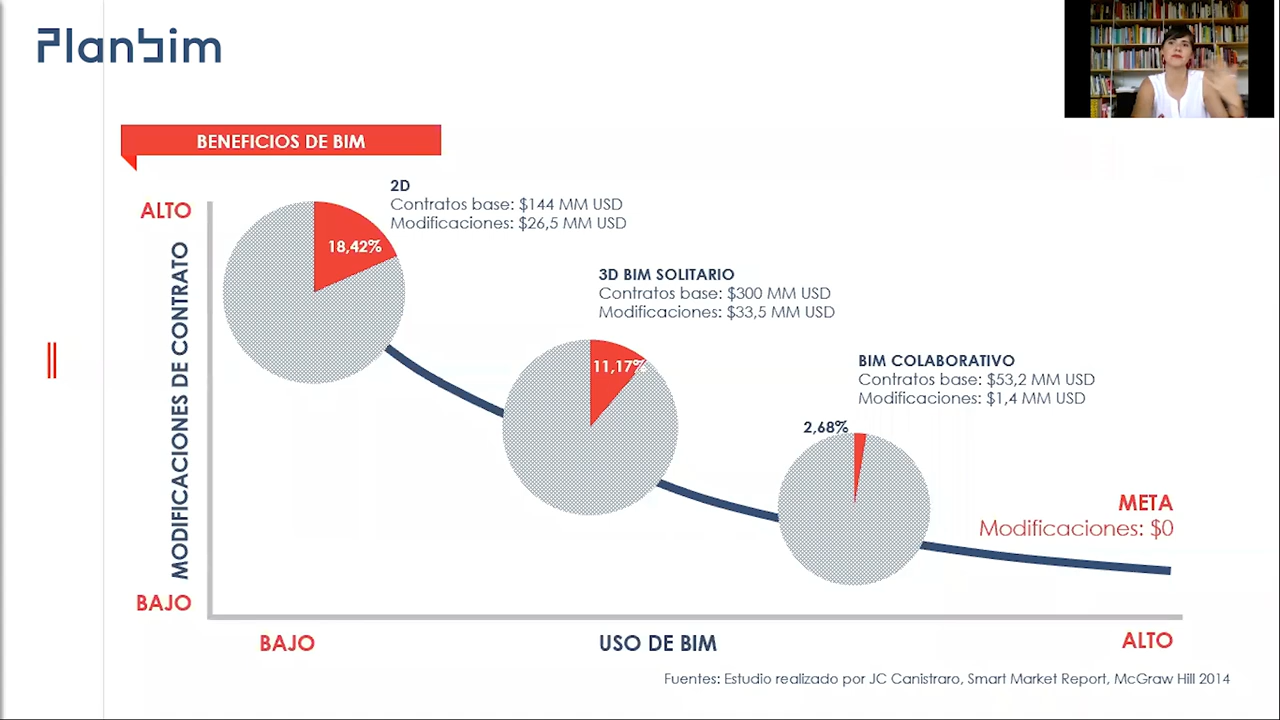 Planbim
BENEFICIOS DE BIM
ALTO
MODIFICACIONES DE CONTRATO
BAJO
18,42%
2D
Contratos base: $144 MM USD
Modificaciones: $26,5 MM USD
11,17%
3D BIM SOLITARIO
Contratos base: $300 MM USD
Modificaciones: $33,5 MM USD
2,68%
BIM COLABORATIVO
Contratos base: $53,2 MM USD
Modificaciones: $1,4 MM USD
META
Modificaciones: $0
BAJO
USO DE BIM
ALTO
Fuentes: Estudio realizado por JC Canistraro, Smart Market Report, McGraw Hill 2014